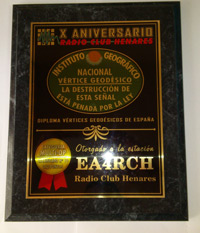 X ANIVERSARIO
RADIO CLUB HENARES
INSTITUTO GEOGRÁFICO
NACIONAL
VÉRTICE GEODÉSICO
LA DESTRUCCIÓN DE
ESTA SEÑAL
ESTÁ PENADA POR LA LEY
DIPLOMA VÉRTICES GEODÉSICOS DE ESPAÑA
Otorgado a la estación
EA4RCH
Radio Club Henares